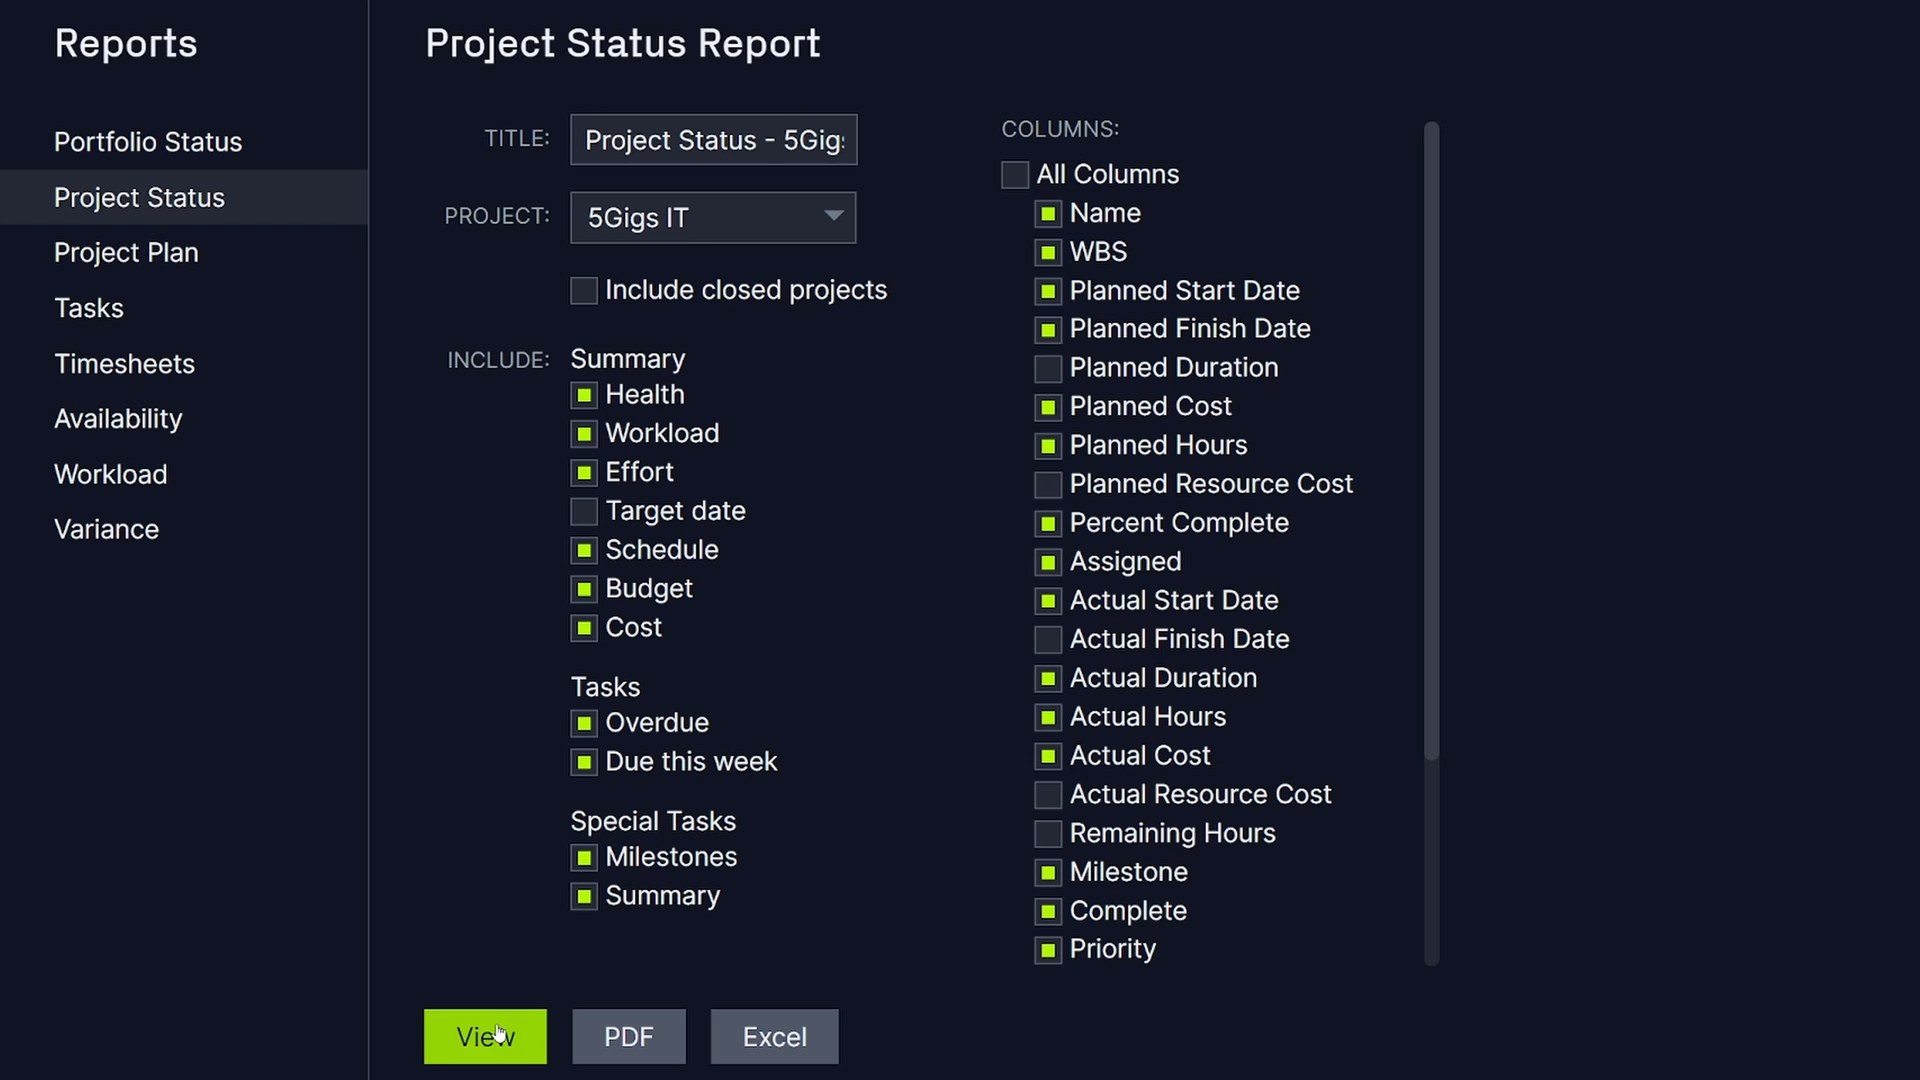 Reports
Portfolio Status
Project Status
Project Plan
Tasks
Timesheets
Availability
Workload
Variance
Project Status Report
TITLE: Project Status - 5Gigs
PROJECT: 5Gigs IT
Include closed projects
INCLUDE: Summary
Health
Workload
Effort
Target date
Schedule
Budget
Cost
Tasks
Overdue
Due this week
Special Tasks
Milestones
Summary
COLUMNS:
All Columns
Name
WBS
Planned Start Date
Planned Finish Date
Planned Duration
Planned Cost
Planned Hours
Planned Resource Cost
Percent Complete
Assigned
Actual Start Date
Actual Finish Date
Actual Duration
Actual Hours
Actual Cost
Actual Resource Cost
Remaining Hours
Milestone
Complete
Priority
View PDF Excel